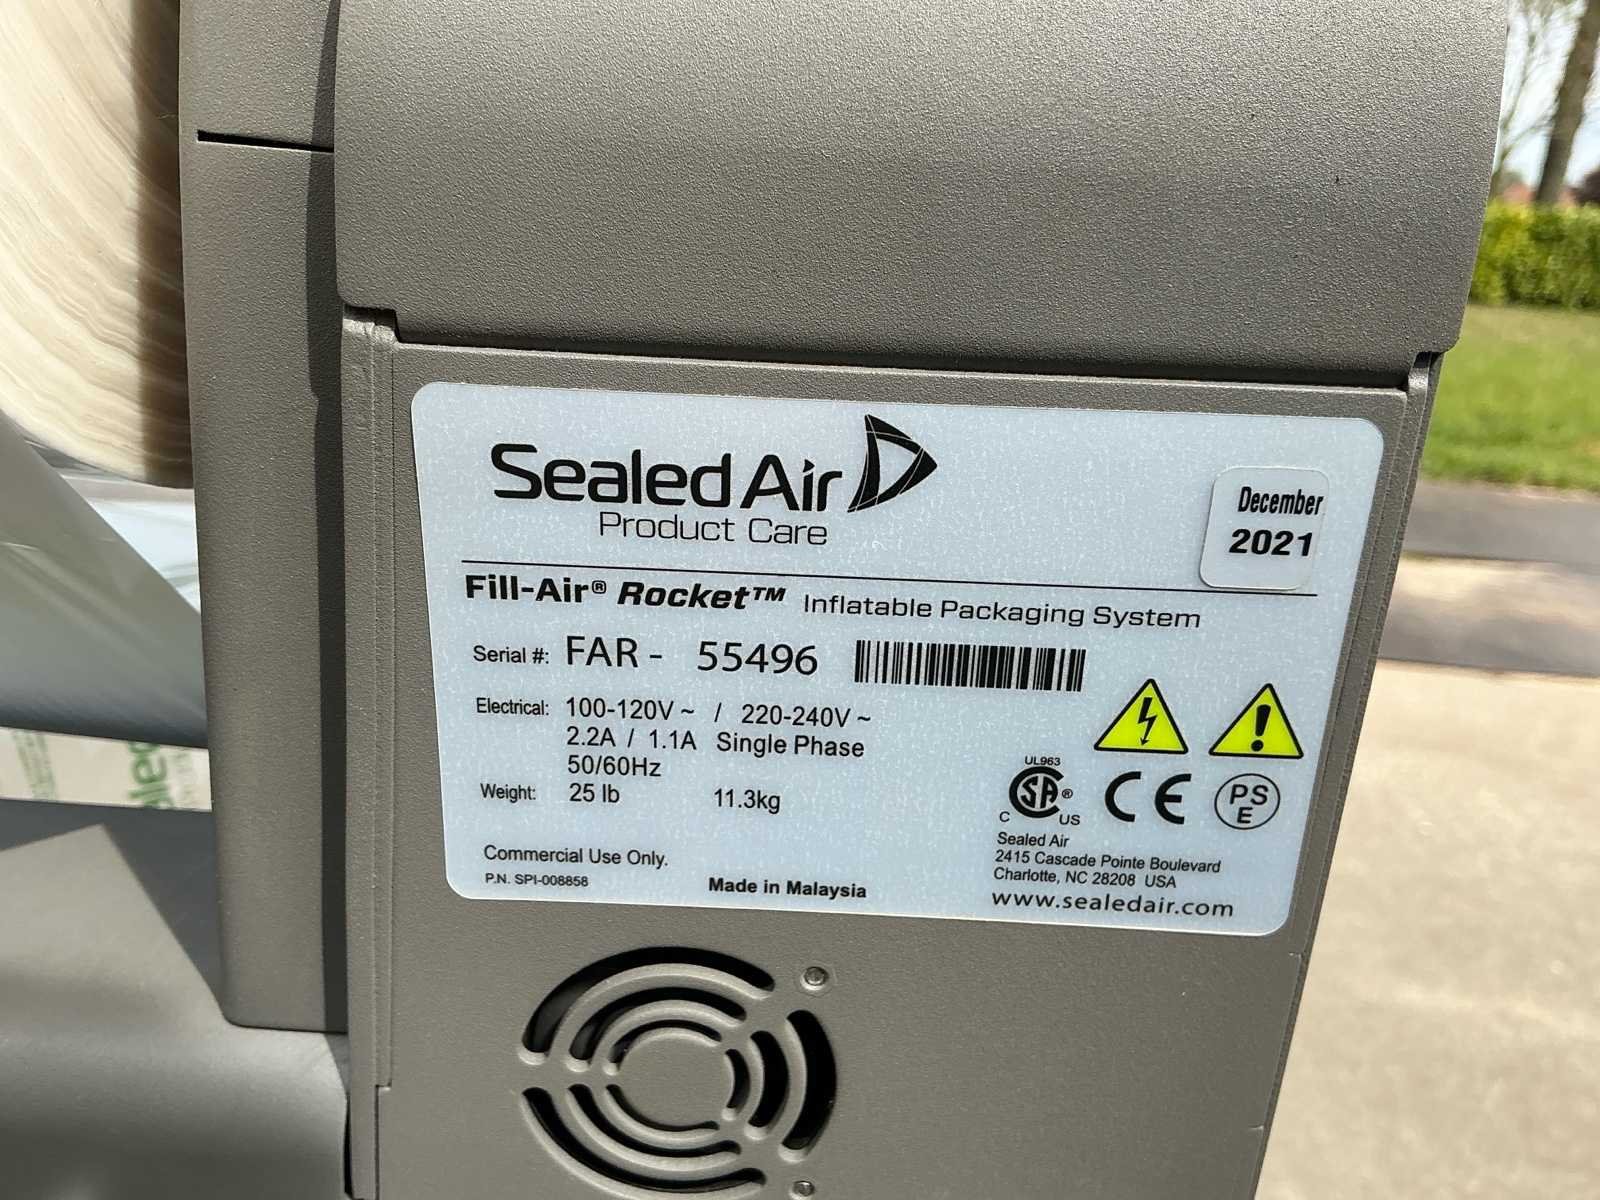 Sealed Air
Product Care
December
2021
Fill-Air® Rocket™ Inflatable Packaging System
Serial #: FAR - 55496
Electrical: 100-120V ~ / 220-240V ~
2.2A / 1.1A Single Phase
50/60Hz
Weight: 25 lb 11.3kg
UL963
SA ®
C US
CE
PS
E
Sealed Air
2415 Cascade Pointe Boulevard
Charlotte, NC 28208 USA
www.sealedair.com
Commercial Use Only.
P.N. SPI-008858
Made in Malaysia